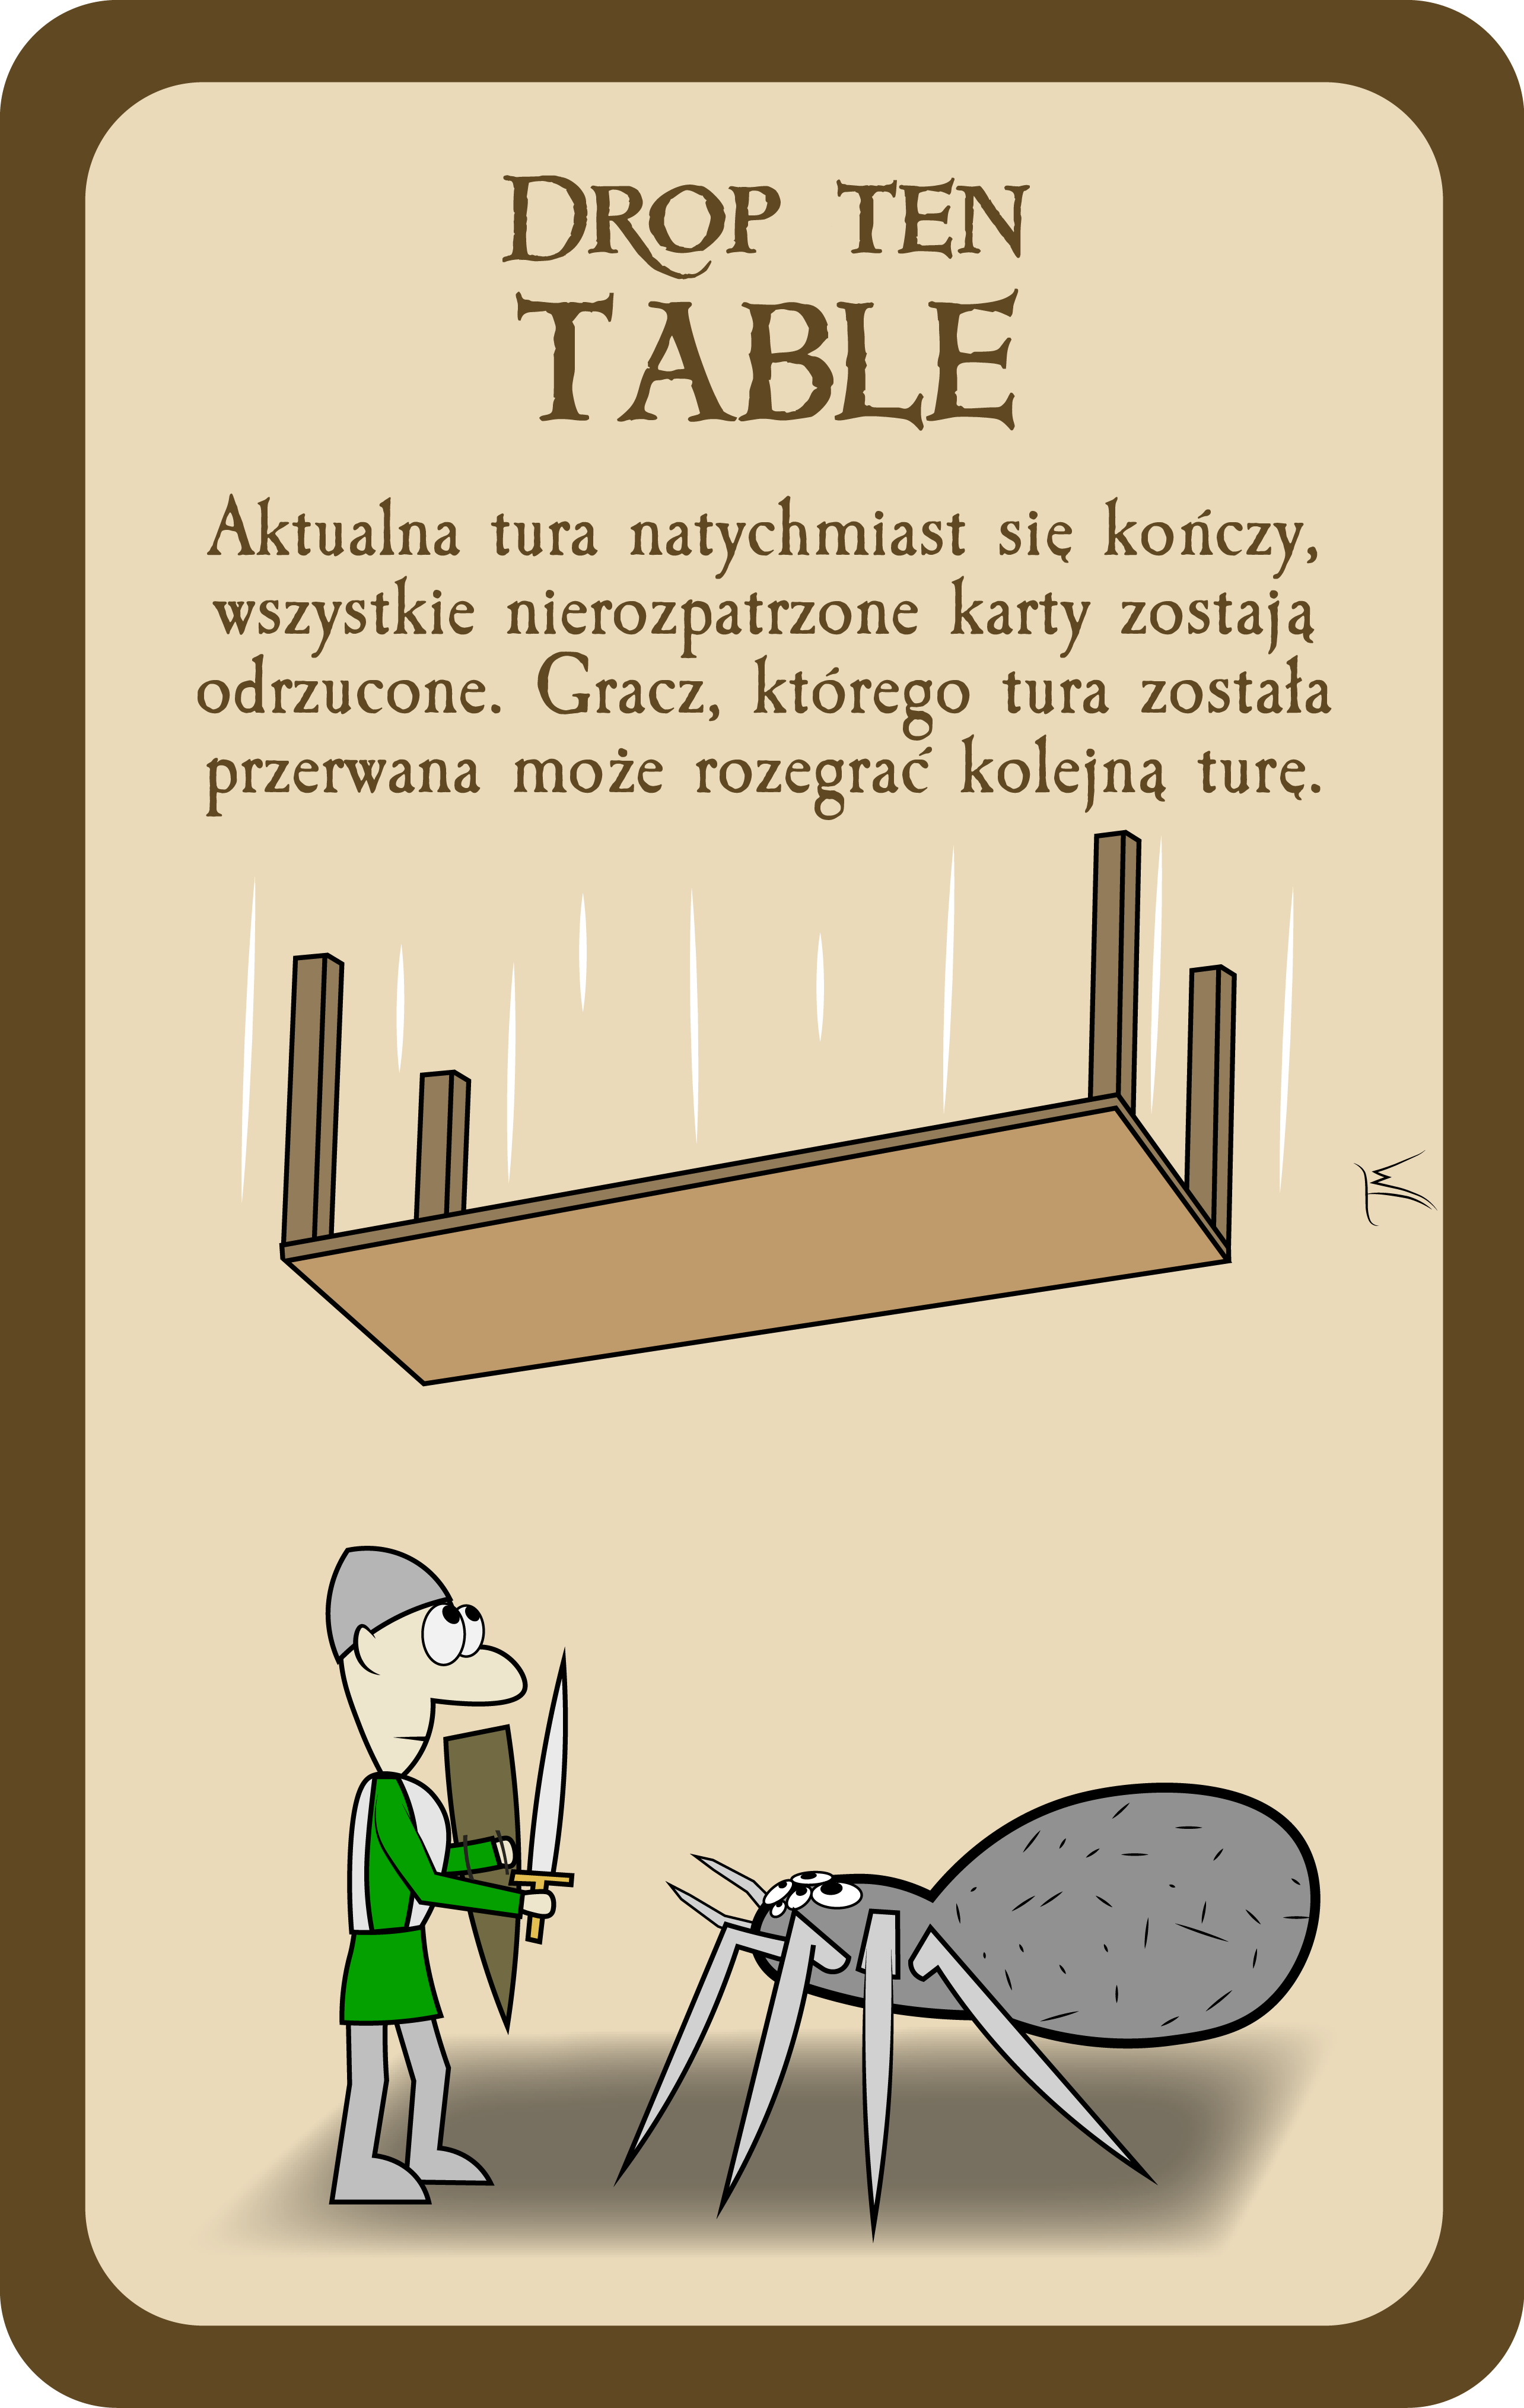 Drop ten
TABLE
Aktualna tura natychmiast się kończy,
wszystkie nierozpatrzone karty zostają
odrzucone. Gracz, którego tura została
przerwana może rozegrać kolejną turę.